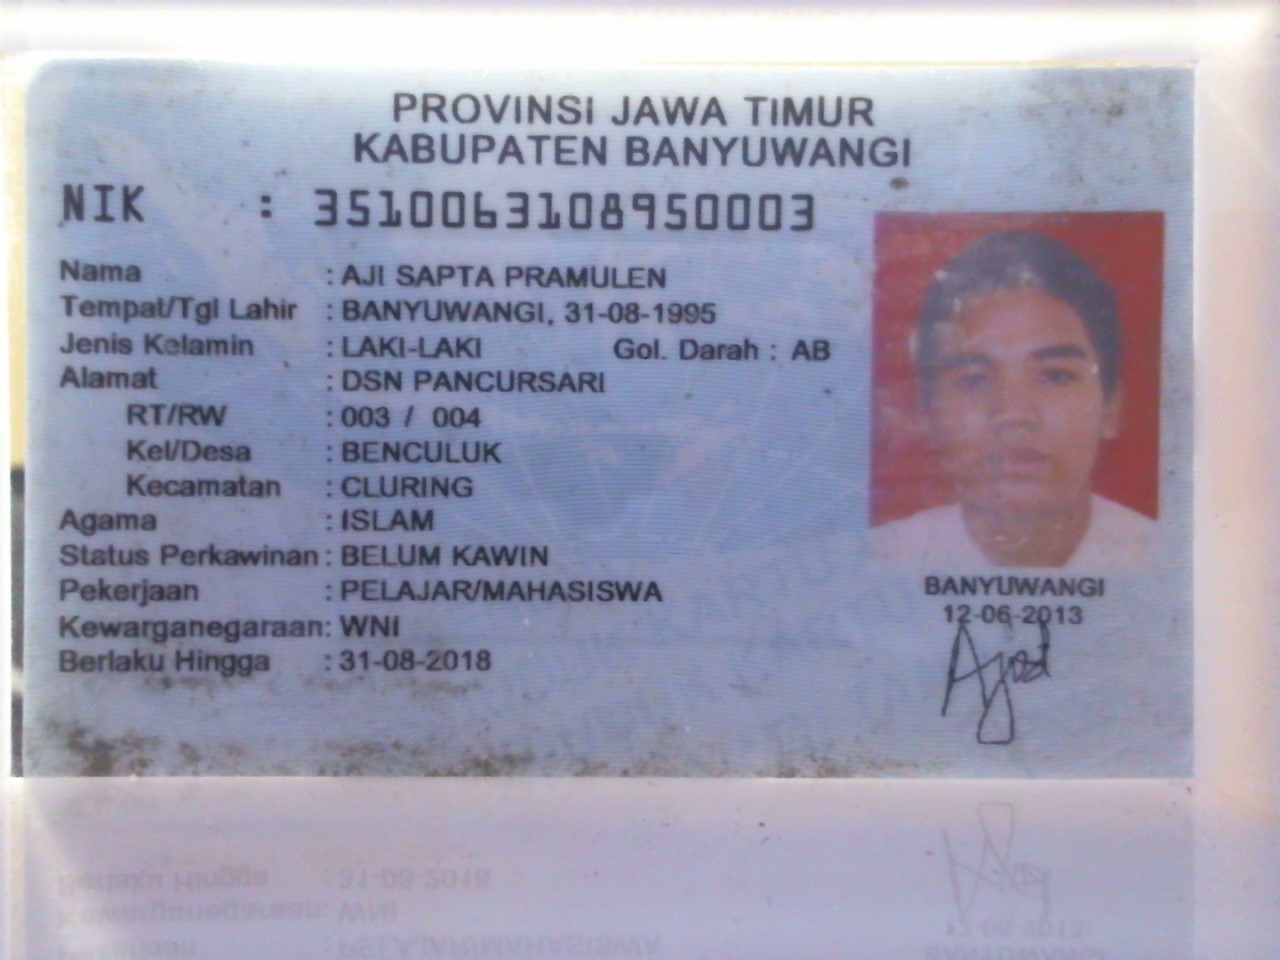 PROVINSI JAWA TIMUR
KABUPATEN BANYUWANGI
NIK : 3510063108950003
Nama : AJI SAPTA PRAMULEN
Tempat/Tgl Lahir : BANYUWANGI, 31-08-1995
Jenis Kelamin : LAKI-LAKI Gol. Darah : AB
Alamat : DSN PANCURSARI
RT/RW : 003 / 004
Kel/Desa : BENCULUK
Kecamatan : CLURING
Agama : ISLAM
Status Perkawinan : BELUM KAWIN
Pekerjaan : PELAJAR/MAHASISWA
Kewarganegaraan : WNI
Berlaku Hingga : 31-08-2018
BANYUWANGI
12-06-2013